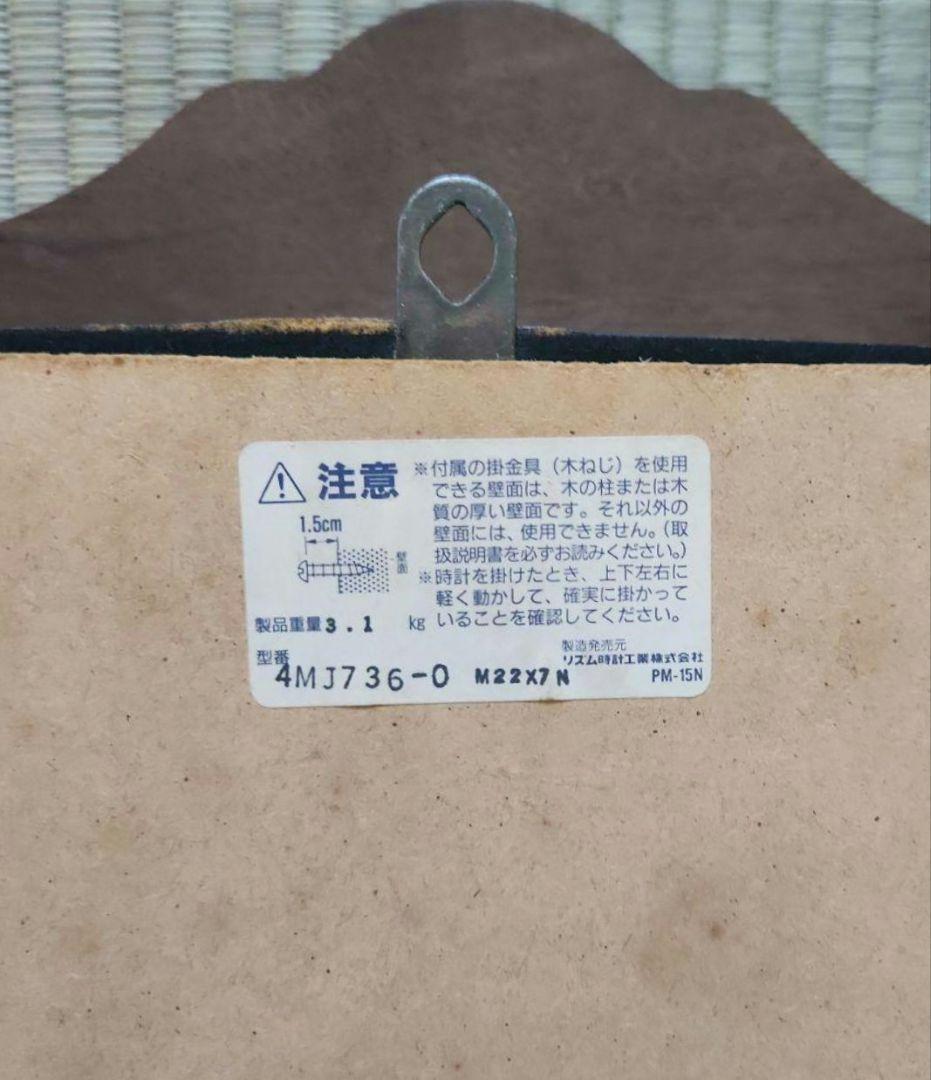 注意
※付属の掛金具(木ねじ)を使用
できる壁面は、木の柱または木
質の厚い壁面です。それ以外の
壁面には、使用できません。(取
扱説明書を必ずお読みください。)
※時計を掛けたとき、上下左右に
軽く動かして、確実に掛かって
いることを確認してください。
1.5cm
壁面
製品重量3.1 kg
製造発売元
リズム時計工業株式会社
型番
4MJ736-0 M22X7N
PM-15N